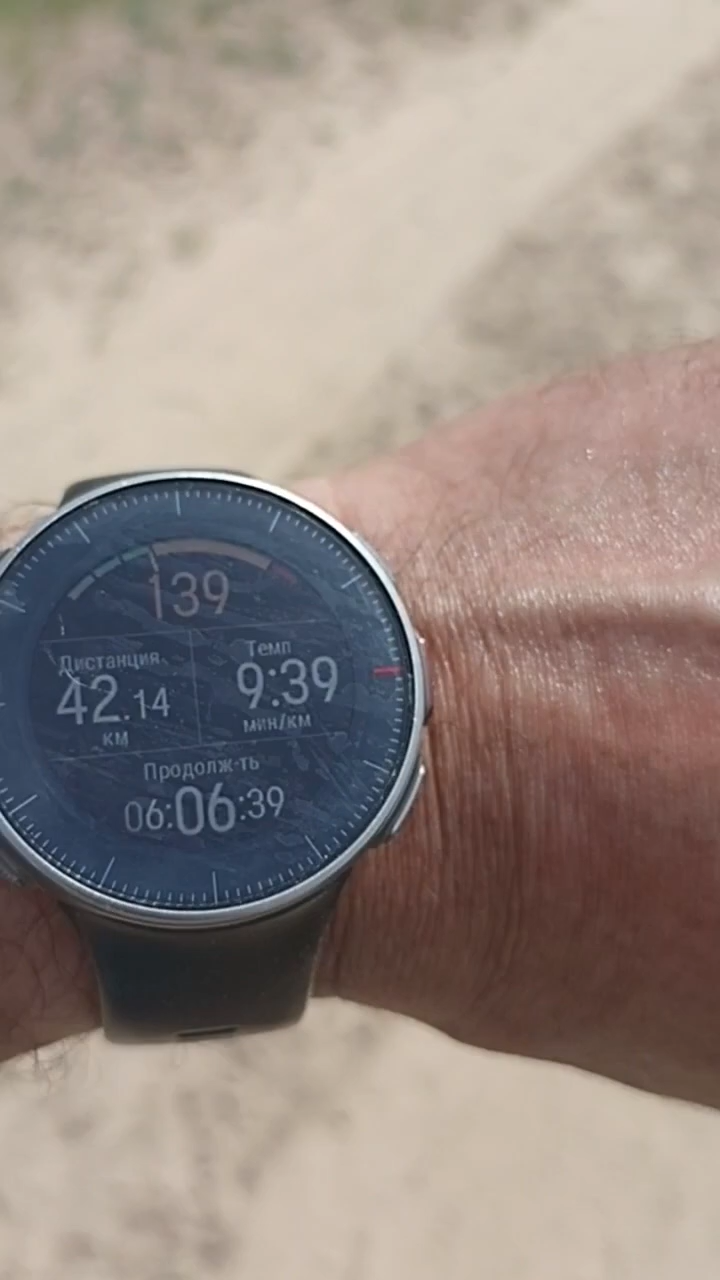 139
Дистанция
42.14
км
Темп
9:39
мин/км
Продолж-ть
06:06:39